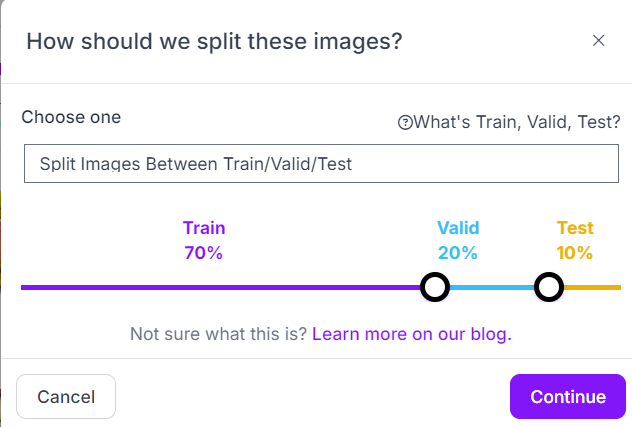 How should we split these images?
Choose one
What's Train, Valid, Test?
Split Images Between Train/Valid/Test
Train Valid Test
70% 20% 10%
Not sure what this is? Learn more on our blog.
Cancel Continue